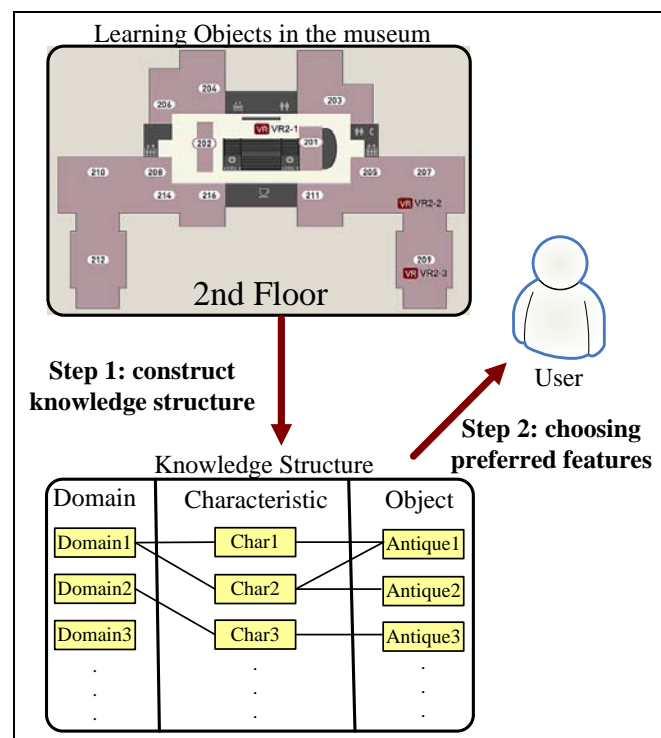 Learning Objects in the museum
204
206
203
VR VR2-1
202
201
C
210
208
205
207
214
216
211
VR VR2-2
212
209
VR VR2-3
2nd Floor
Step 1: construct
knowledge structure
User
Step 2: choosing
preferred features
Knowledge Structure
Domain Characteristic Object
Domain1 Char1 Antique1
Domain2 Char2 Antique2
Domain3 Char3 Antique3